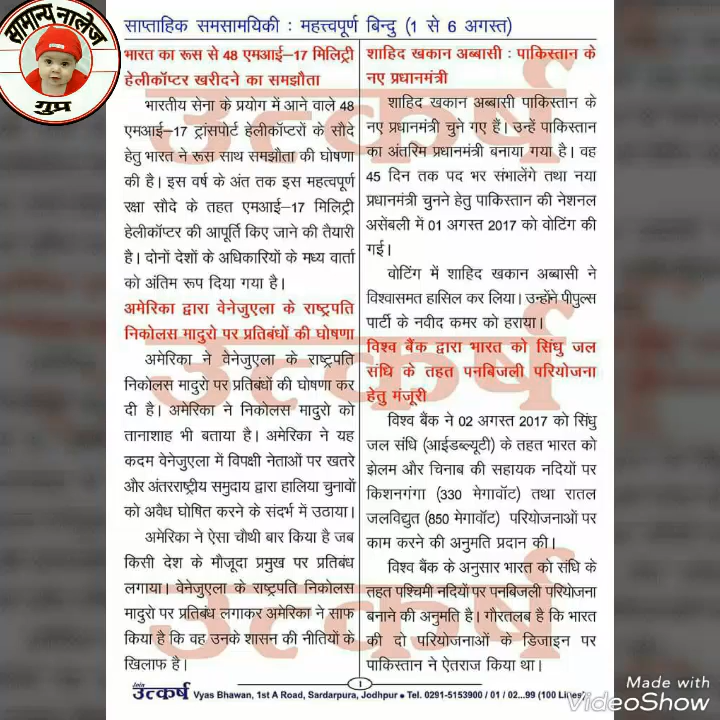 सामान्य नालेज
ग्रुप
साप्ताहिक समसामयिकी : महत्त्वपूर्ण बिन्दु (1 से 6 अगस्त)
भारत का रूस से 48 एमआई–17 मिलिट्री
हेलीकॉप्टर खरीदने का समझौता
भारतीय सेना के प्रयोग में आने वाले 48
एमआई–17 ट्रांसपोर्ट हेलीकॉप्टरों के सौदे
हेतु भारत ने रूस साथ समझौता की घोषणा
की है। इस वर्ष के अंत तक इस महत्वपूर्ण
रक्षा सौदे के तहत एमआई–17 मिलिट्री
हेलीकॉप्टर की आपूर्ति किए जाने की तैयारी
है। दोनों देशों के अधिकारियों के मध्य वार्ता
को अंतिम रूप दिया गया है।
अमेरिका द्वारा वेनेजुएला के राष्ट्रपति
निकोलस मादुरो पर प्रतिबंधों की घोषणा
अमेरिका ने वेनेजुएला के राष्ट्रपति
निकोलस मादुरो पर प्रतिबंधों की घोषणा कर
दी है। अमेरिका ने निकोलस मादुरो को
तानाशाह भी बताया है। अमेरिका ने यह
कदम वेनेजुएला में विपक्षी नेताओं पर खतरे
और अंतरराष्ट्रीय समुदाय द्वारा हालिया चुनावों
को अवैध घोषित करने के संदर्भ में उठाया।
अमेरिका ने ऐसा चौथी बार किया है जब
किसी देश के मौजूदा प्रमुख पर प्रतिबंध
लगाया। वेनेजुएला के राष्ट्रपति निकोलस
मादुरो पर प्रतिबंध लगाकर अमेरिका ने साफ
किया है कि वह उनके शासन की नीतियों के
खिलाफ है।
शाहिद खकान अब्बासी : पाकिस्तान के
नए प्रधानमंत्री
शाहिद खकान अब्बासी पाकिस्तान के
नए प्रधानमंत्री चुने गए हैं। उन्हें पाकिस्तान
का अंतरिम प्रधानमंत्री बनाया गया है। वह
45 दिन तक पद भर संभालेंगे तथा नया
प्रधानमंत्री चुनने हेतु पाकिस्तान की नेशनल
असेंबली में 01 अगस्त 2017 को वोटिंग की
गई।
वोटिंग में शाहिद खकान अब्बासी ने
विश्वासमत हासिल कर लिया। उन्होंने पीपुल्स
पार्टी के नवीद कमर को हराया।
विश्व बैंक द्वारा भारत को सिंधु जल
संधि के तहत पनबिजली परियोजना
हेतु मंजूरी
विश्व बैंक ने 02 अगस्त 2017 को सिंधु
जल संधि (आईडब्ल्यूटी) के तहत भारत को
झेलम और चिनाब की सहायक नदियों पर
किशनगंगा (330 मेगावॉट) तथा रातल
जलविद्युत (850 मेगावॉट) परियोजनाओं पर
काम करने की अनुमति प्रदान की।
विश्व बैंक के अनुसार भारत को संधि के
तहत पश्चिमी नदियों पर पनबिजली परियोजना
बनाने की अनुमति है। गौरतलब है कि भारत
की दो परियोजनाओं के डिजाइन पर
पाकिस्तान ने ऐतराज किया था।
उत्कर्ष
उत्कर्ष
उत्कर्ष
1
Join
उत्कर्ष Vyas Bhawan, 1st A Road, Sardarpura, Jodhpur • Tel. 0291-5153900 / 01 / 02...99 (100 Lines)
Made with
VideoShow